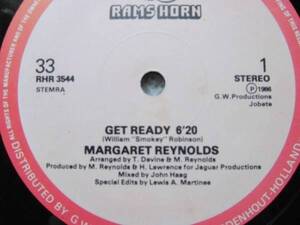 RAMS HORN
33
RHR 3544
STEMRA
1
STEREO
Ⓟ 1986
G.W. Productions
Jobete
GET READY 6'20
(William "Smokey" Robinson)
MARGARET REYNOLDS
Arranged by T. Devine & M. Reynolds
Produced by M. Reynolds & H. Lawrence for Jaguar Productions
Mixed by John Haag
Special Edits by Lewis A. Martinee
DISTRIBUTED BY G.W.
DENHOUT-HOLLAND